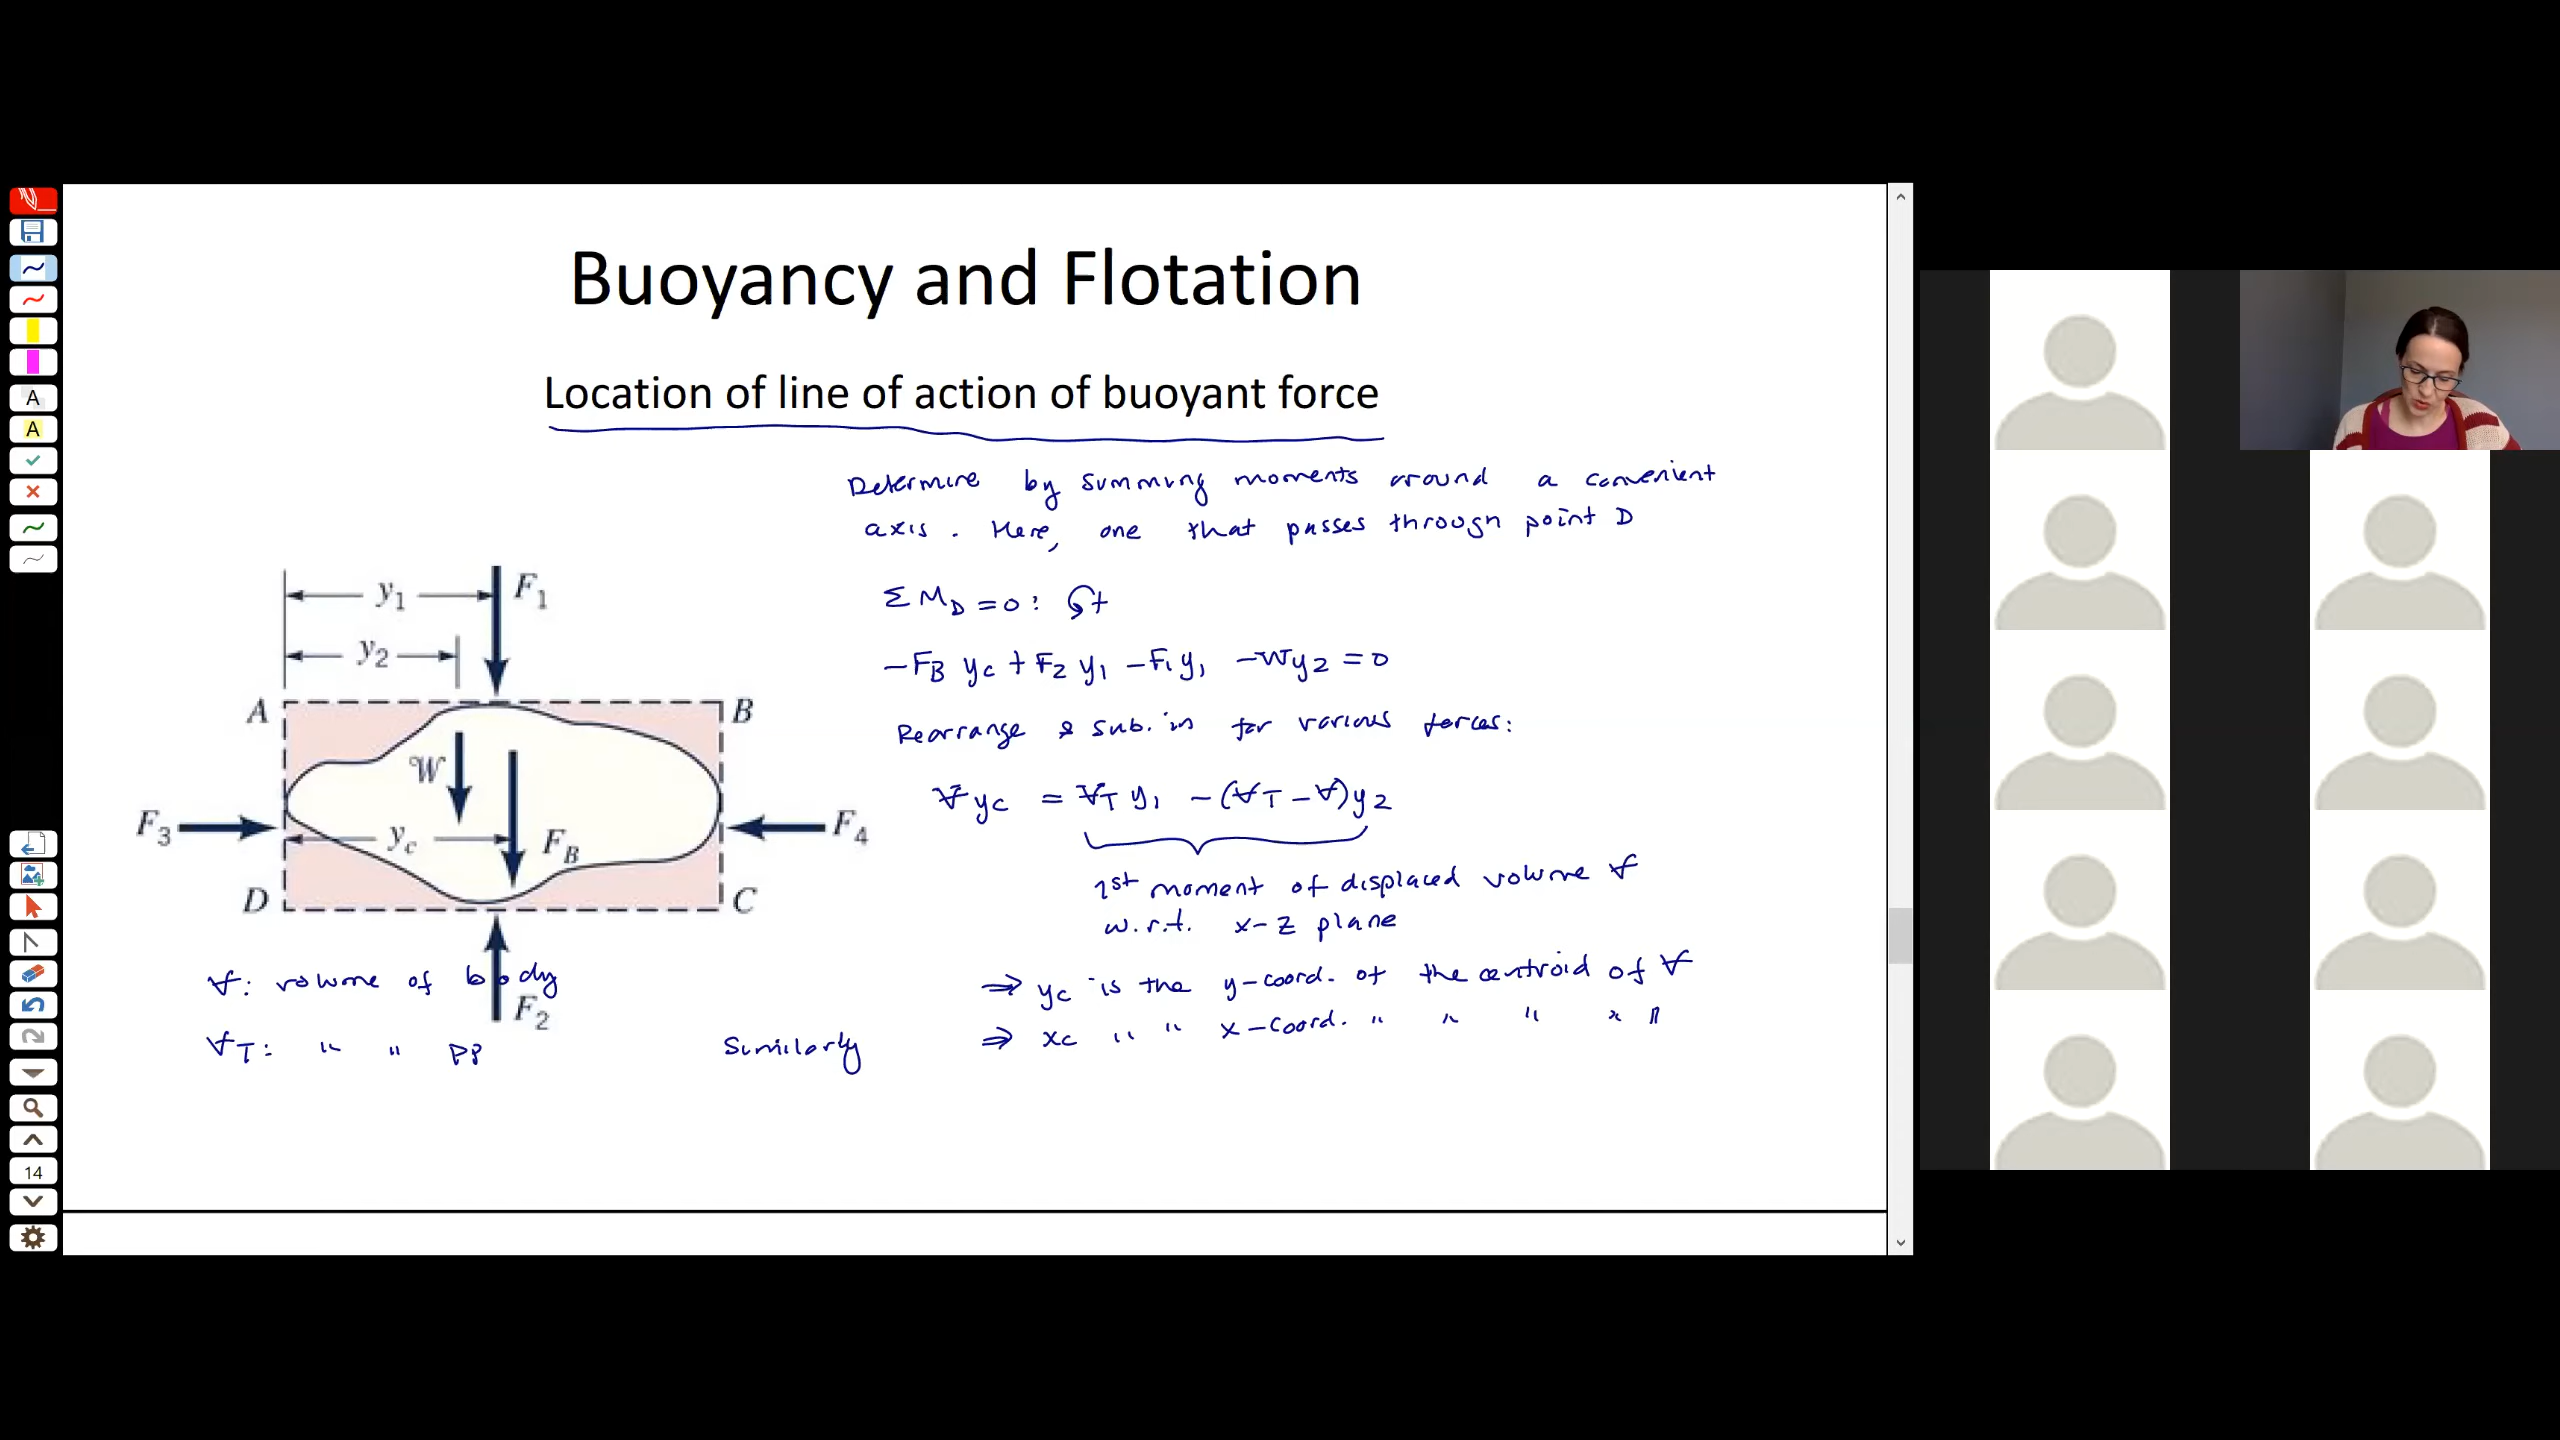 Buoyancy and Flotation
Location of line of action of buoyant force
Determine by summing moments around a convenient
axis. Here, one that passes through point D
ΣM_D = 0: ↺+
-F_B y_c + F_2 y_1 - F_1 y_1 - W y_2 = 0
Rearrange & sub. in for various forces:
∀ y_c = ∀_T y_1 - (∀_T - ∀) y_2
1st moment of displaced volume ∀
w.r.t. x-z plane
⇒ y_c is the y-coord. of the centroid of ∀
Similarly ⇒ x_c " " x-coord. " " " " "
y_1
F_1
y_2
A
B
W
F_3
y_c
F_B
F_4
D
C
F_2
∀: volume of body
∀_T: " " PP
A
A
14